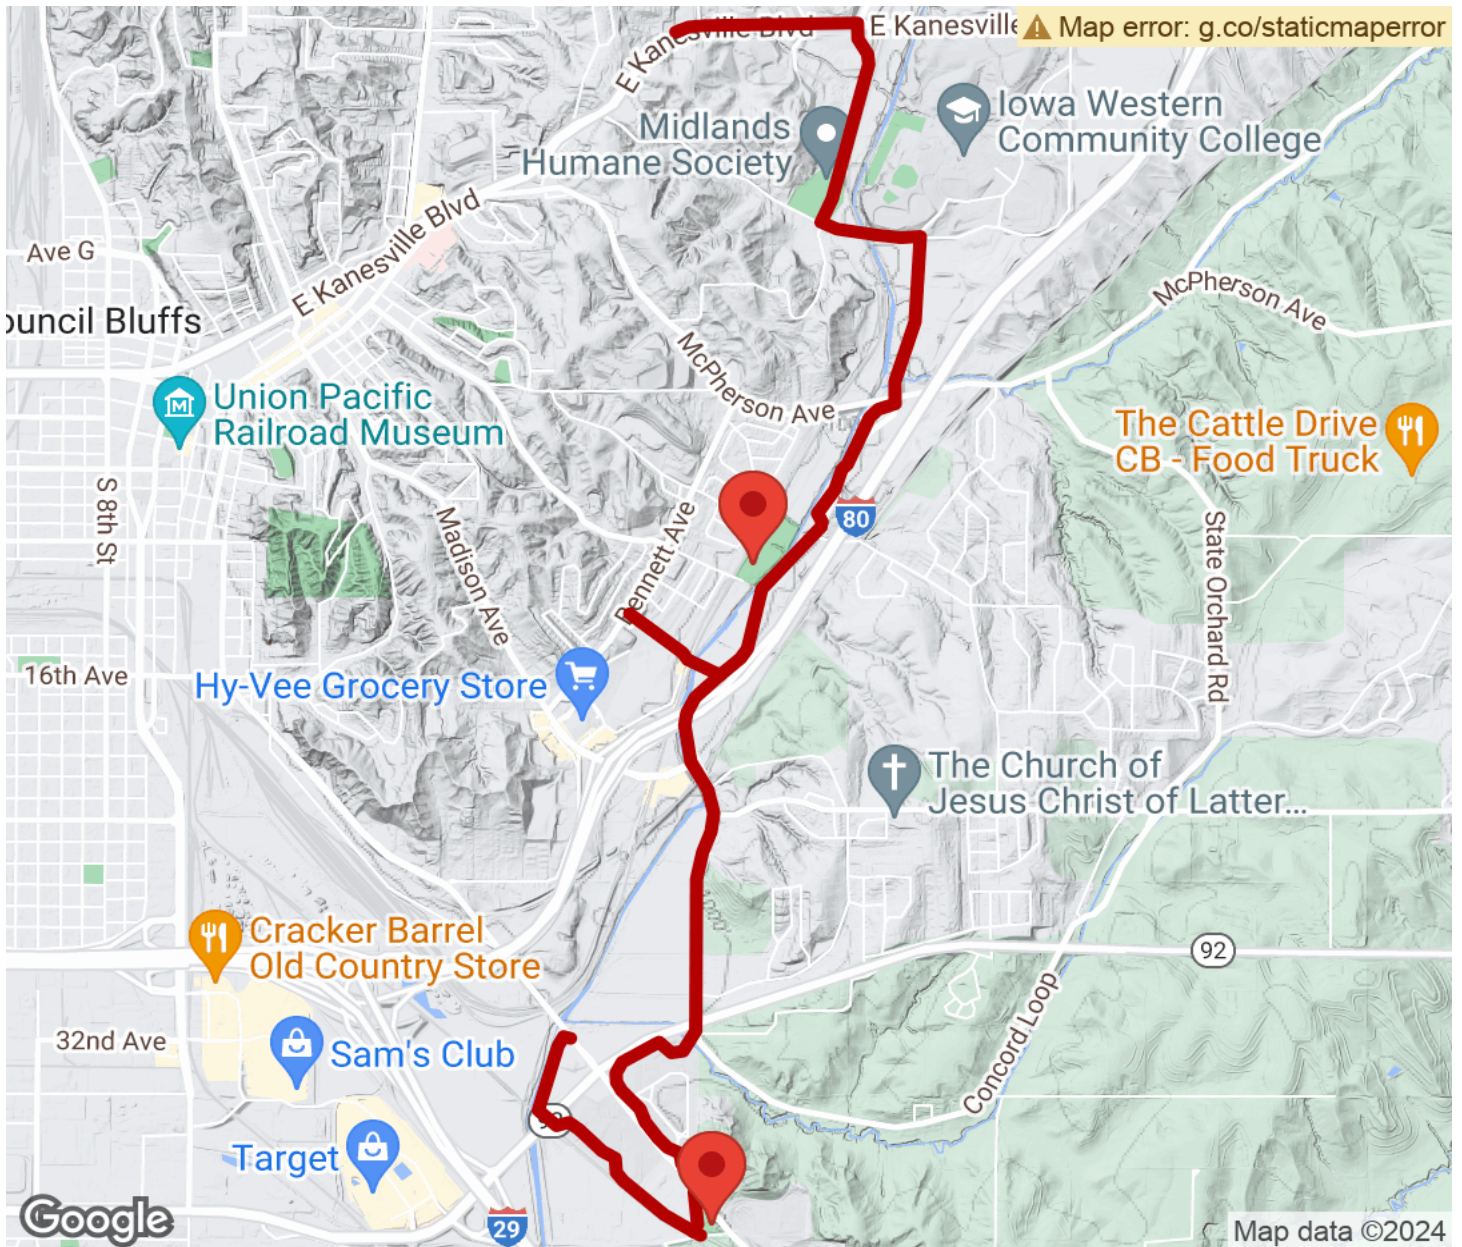 E Kanesville Blvd
E Kanesville
Map error: g.co/staticmaperror
Midlands
Humane Society
Iowa Western
Community College
E Kanesville Blvd
Ave G
McPherson Ave
ouncil Bluffs
McPherson Ave
Union Pacific
Railroad Museum
The Cattle Drive
CB - Food Truck
S 8th St
Madison Ave
Bennett Ave
80
State Orchard Rd
16th Ave
Hy-Vee Grocery Store
The Church of
Jesus Christ of Latter...
Cracker Barrel
Old Country Store
92
Concord Loop
32nd Ave
Sam's Club
Target
29
Google
Map data ©2024